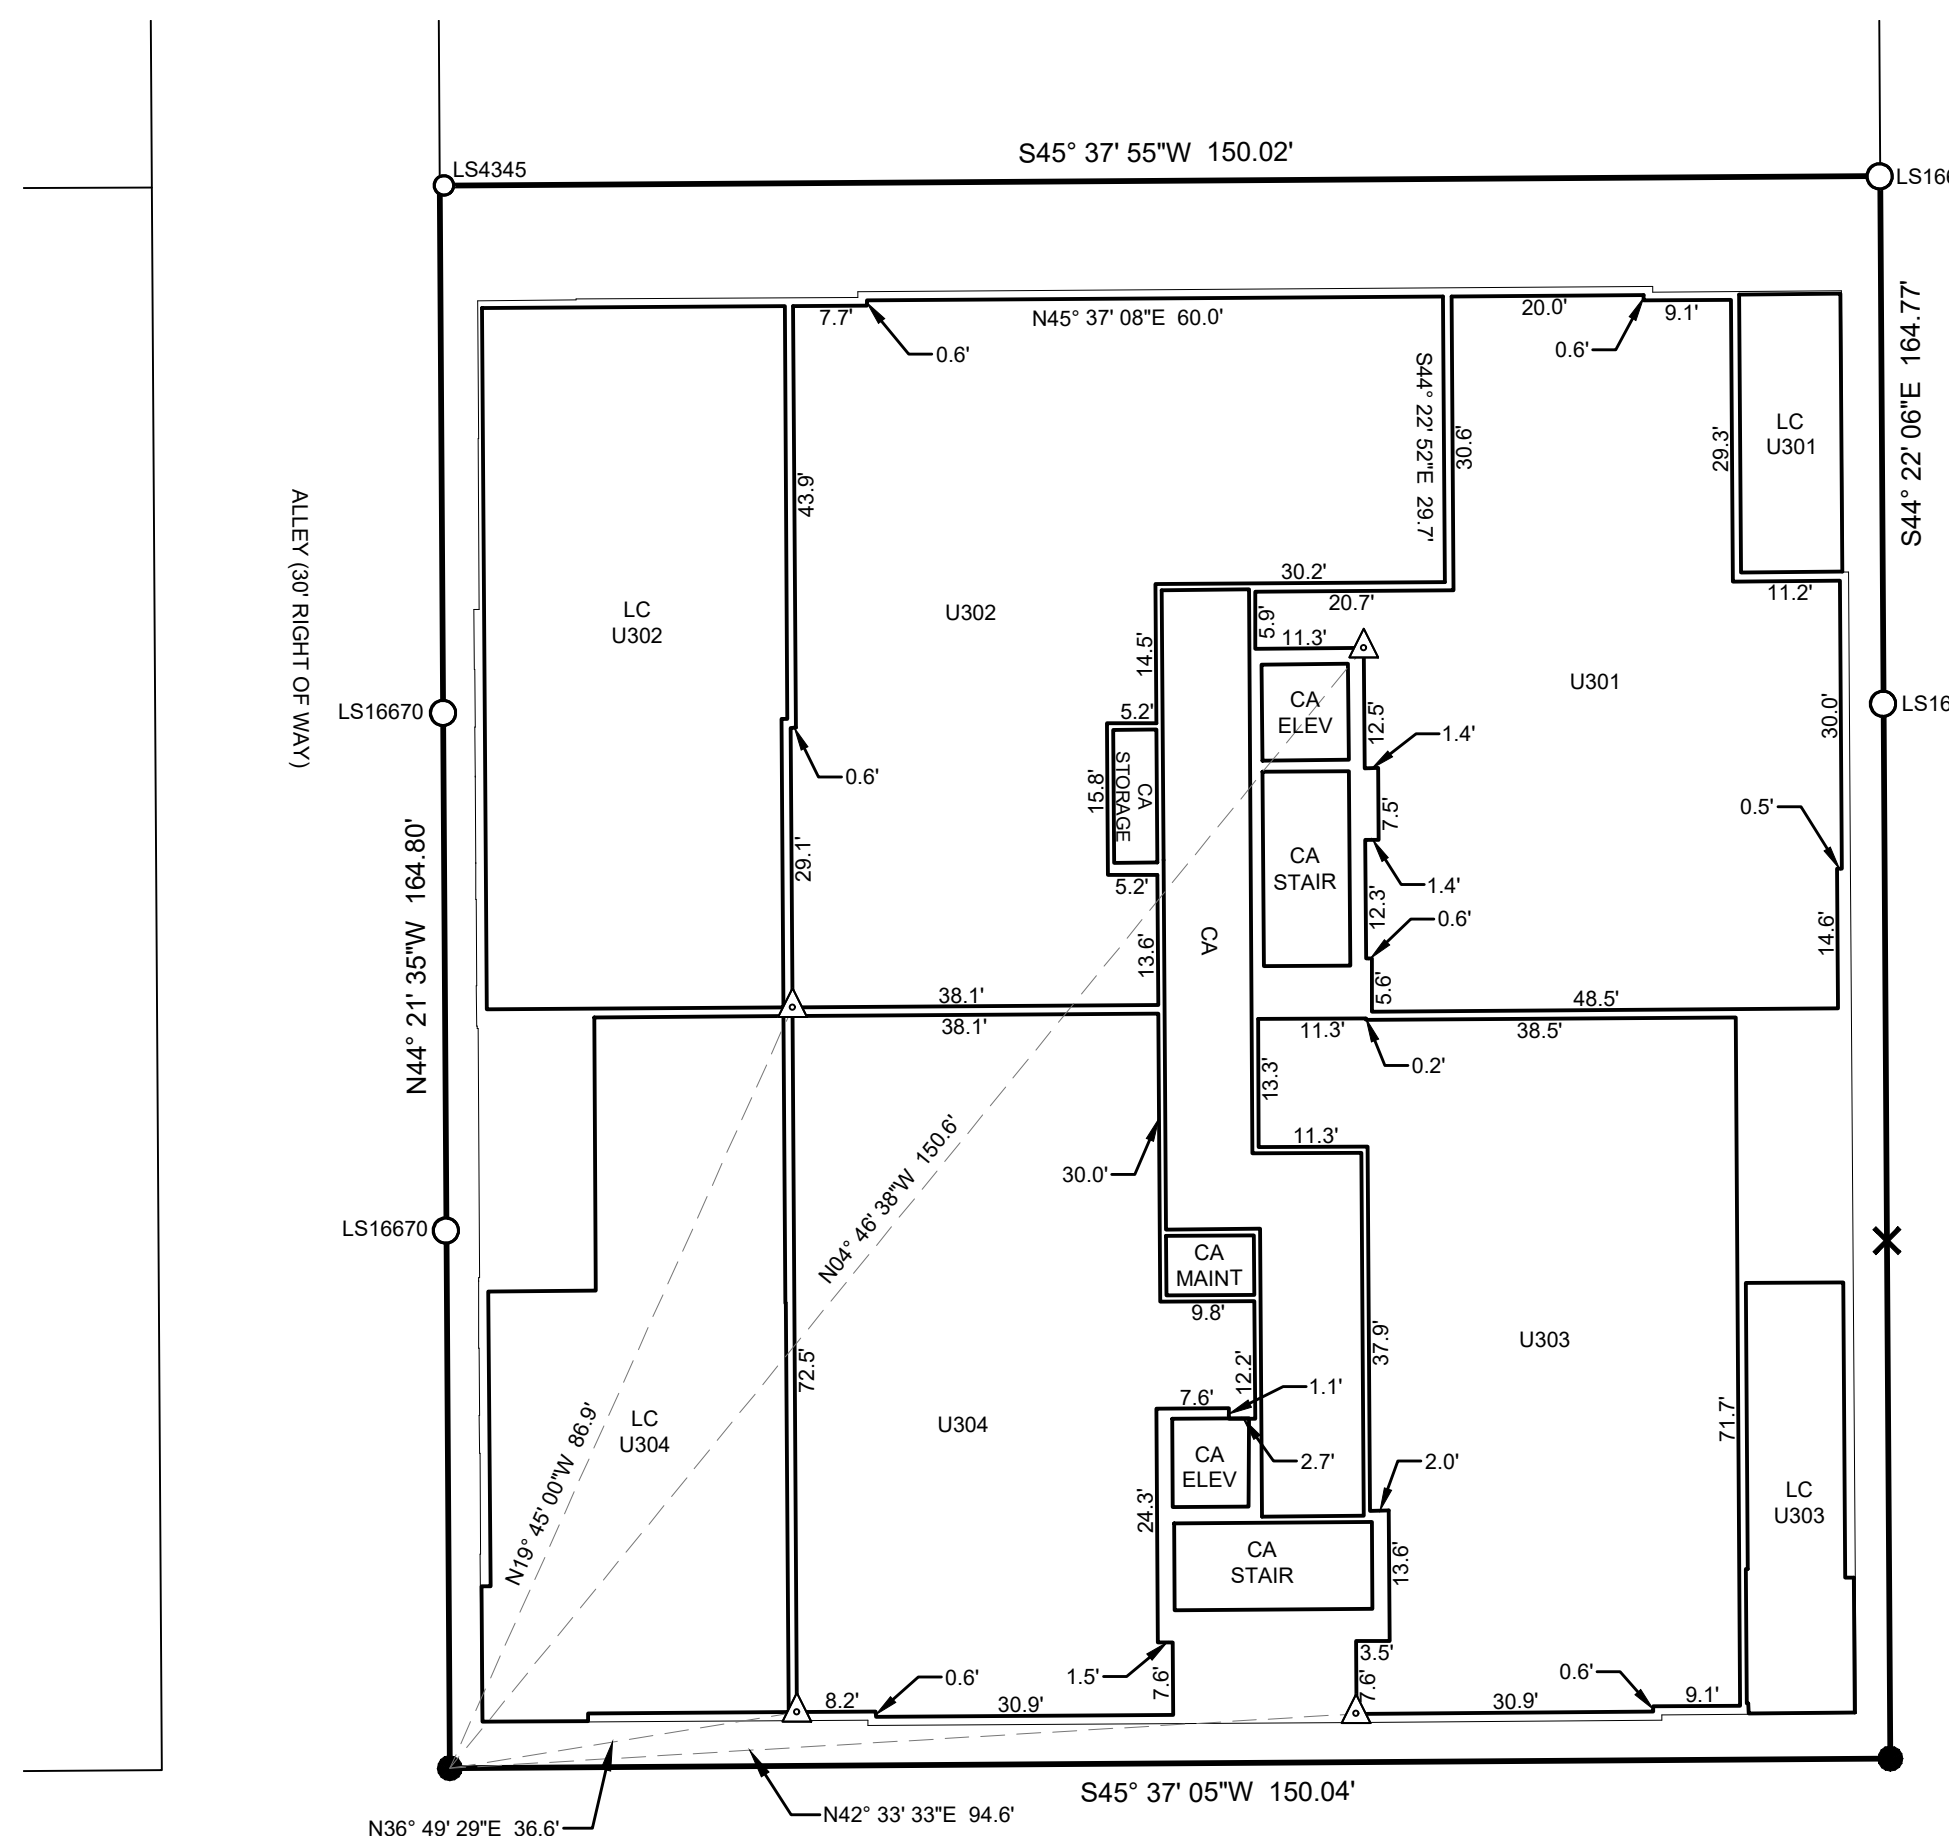 S45° 37' 55"W 150.02'
LS4345
LS16
7.7'
0.6'
N45° 37' 08"E 60.0'
20.0'
0.6'
9.1'
S44° 22' 52"E 29.7'
30.6'
29.3'
LC
U301
S44° 22' 06"E 164.77'
43.9'
ALLEY (30' RIGHT OF WAY)
LC
U302
U302
30.2'
20.7'
11.2'
5.9'
11.3'
14.5'
U301
LS16670
5.2'
CA
ELEV
12.5'
1.4'
30.0'
LS16
0.6'
15.8'
CA
STORAGE
7.5'
0.5'
29.1'
CA
STAIR
5.2'
1.4'
12.3'
0.6'
N44° 21' 35"W 164.80'
13.6'
CA
14.6'
38.1'
5.6'
48.5'
38.1'
11.3'
38.5'
0.2'
13.3'
N04° 46' 38"W 150.6'
11.3'
30.0'
LS16670
CA
MAINT
9.8'
37.9'
U303
72.5'
12.2'
1.1'
7.6'
N19° 45' 00"W 86.9'
LC
U304
U304
71.7'
CA
ELEV
2.7'
2.0'
LC
U303
24.3'
CA
STAIR
13.6'
1.5'
7.6'
3.5'
7.6'
0.6'
8.2'
0.6'
30.9'
30.9'
9.1'
S45° 37' 05"W 150.04'
N42° 33' 33"E 94.6'
N36° 49' 29"E 36.6'